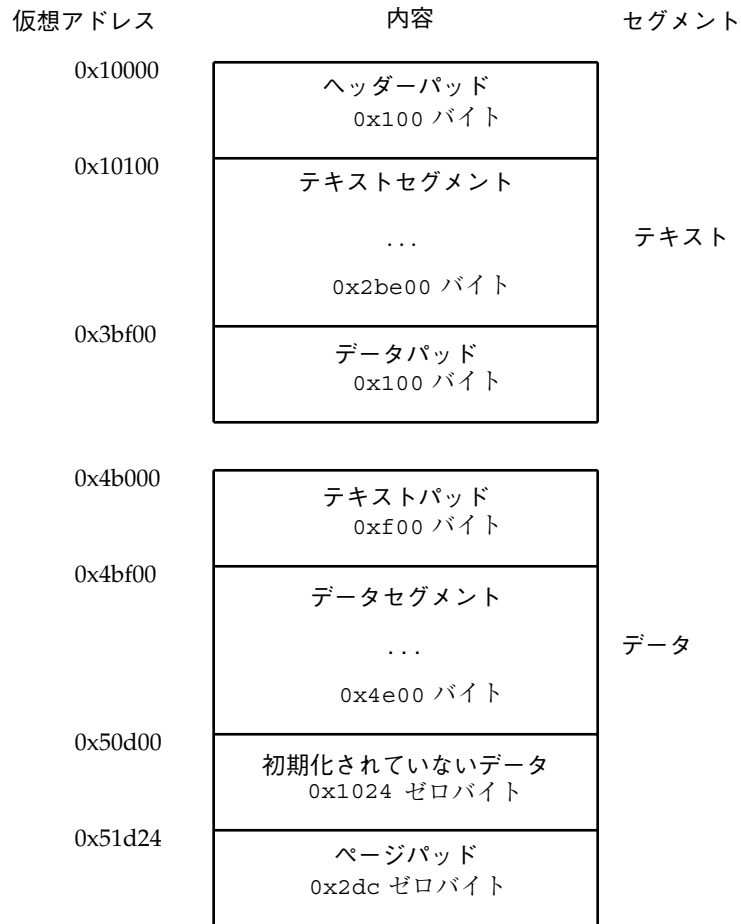 仮想アドレス 内容 セグメント
0x10000
ヘッダーパッド
0x100 バイト
0x10100
テキストセグメント
...
テキスト
0x2be00 バイト
0x3bf00
データパッド
0x100 バイト
0x4b000
テキストパッド
0xf00 バイト
0x4bf00
データセグメント
...
データ
0x4e00 バイト
0x50d00
初期化されていないデータ
0x1024 ゼロバイト
0x51d24
ページパッド
0x2dc ゼロバイト